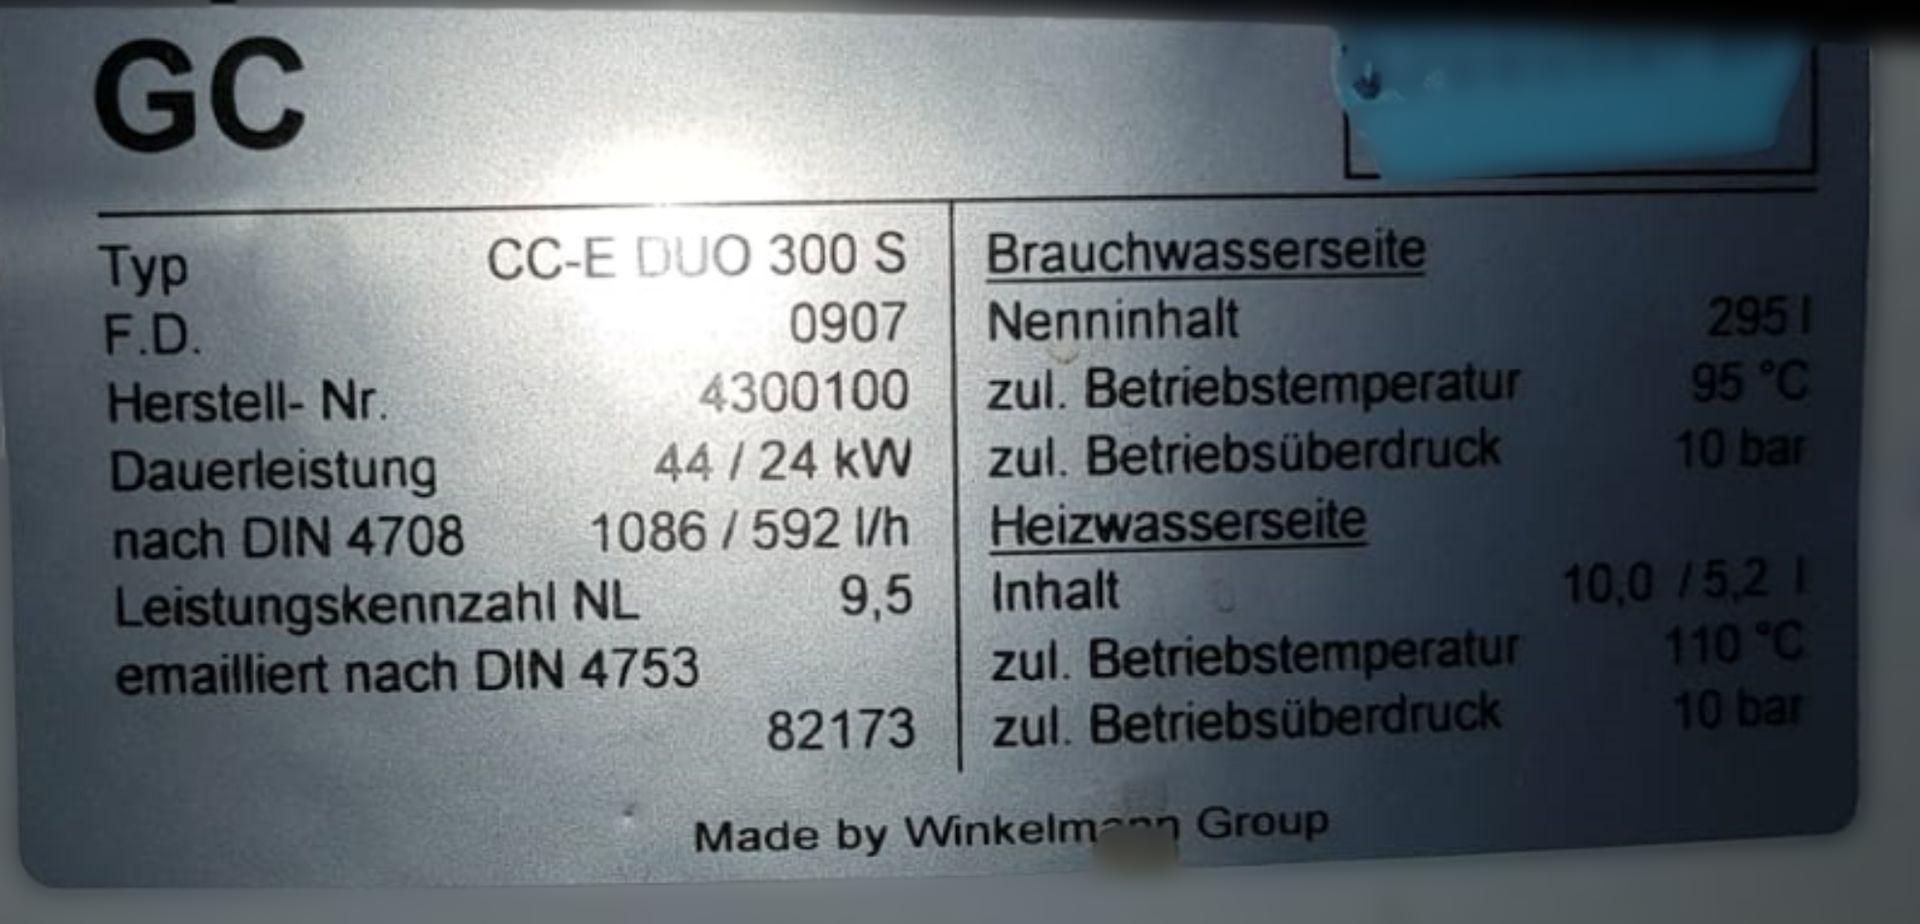 GC
Typ CC-E DUO 300 S
F.D. 0907
Herstell- Nr. 4300100
Dauerleistung 44 / 24 kW
nach DIN 4708 1086 / 592 l/h
Leistungskennzahl NL 9,5
emailliert nach DIN 4753
82173
Brauchwasserseite
Nenninhalt 295 l
zul. Betriebstemperatur 95 °C
zul. Betriebsüberdruck 10 bar
Heizwasserseite
Inhalt 10,0 / 5,2 l
zul. Betriebstemperatur 110 °C
zul. Betriebsüberdruck 10 bar
Made by Winkelmann Group